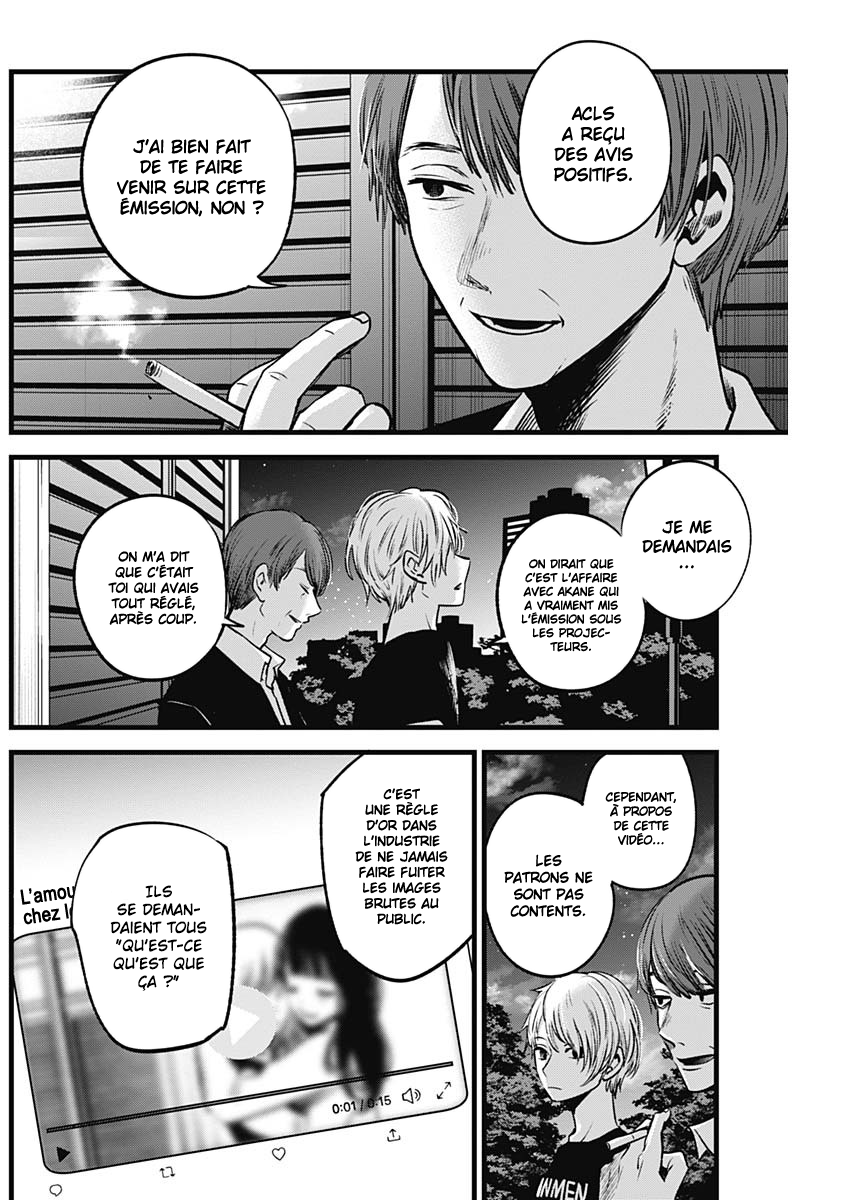 ACLS
A REÇU
DES AVIS
POSITIFS.
J'AI BIEN FAIT
DE TE FAIRE
VENIR SUR CETTE
ÉMISSION, NON ?
JE ME
DEMANDAIS
...
ON DIRAIT QUE
C'EST L'AFFAIRE
AVEC AKANE QUI
A VRAIMENT MIS
L'ÉMISSION SOUS
LES PROJEC-
TEURS.
ON M'A DIT
QUE C'ÉTAIT
TOI QUI AVAIS
TOUT RÉGLÉ,
APRÈS COUP.
CEPENDANT,
À PROPOS
DE CETTE
VIDÉO...
LES
PATRONS NE
SONT PAS
CONTENTS.
INMEN
C'EST
UNE RÈGLE
D'OR DANS
L'INDUSTRIE
DE NE JAMAIS
FAIRE FUITER
LES IMAGES
BRUTES AU
PUBLIC.
ILS
SE DEMAN-
DAIENT TOUS
"QU'EST-CE
QU'EST QUE
ÇA ?"
L'amou
chez l
0:01 / 0:15